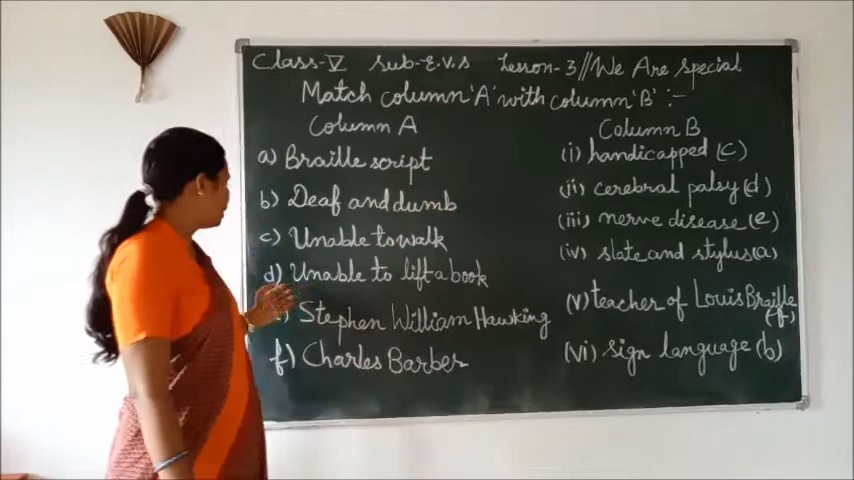 Class-V Sub-E.V.S Lesson-3//We Are Special
Match column 'A' with column 'B' :-
Column A Column B
a) Braille script (i) handicapped (c)
b) Deaf and dumb (ii) cerebral palsy (d)
c) Unable to walk (iii) nerve disease (e)
d) Unable to lift a book (iv) slate and stylus (a)
Stephen William Hawking (v) teacher of Louis Braille (f)
f) Charles Barber (vi) sign language (b)